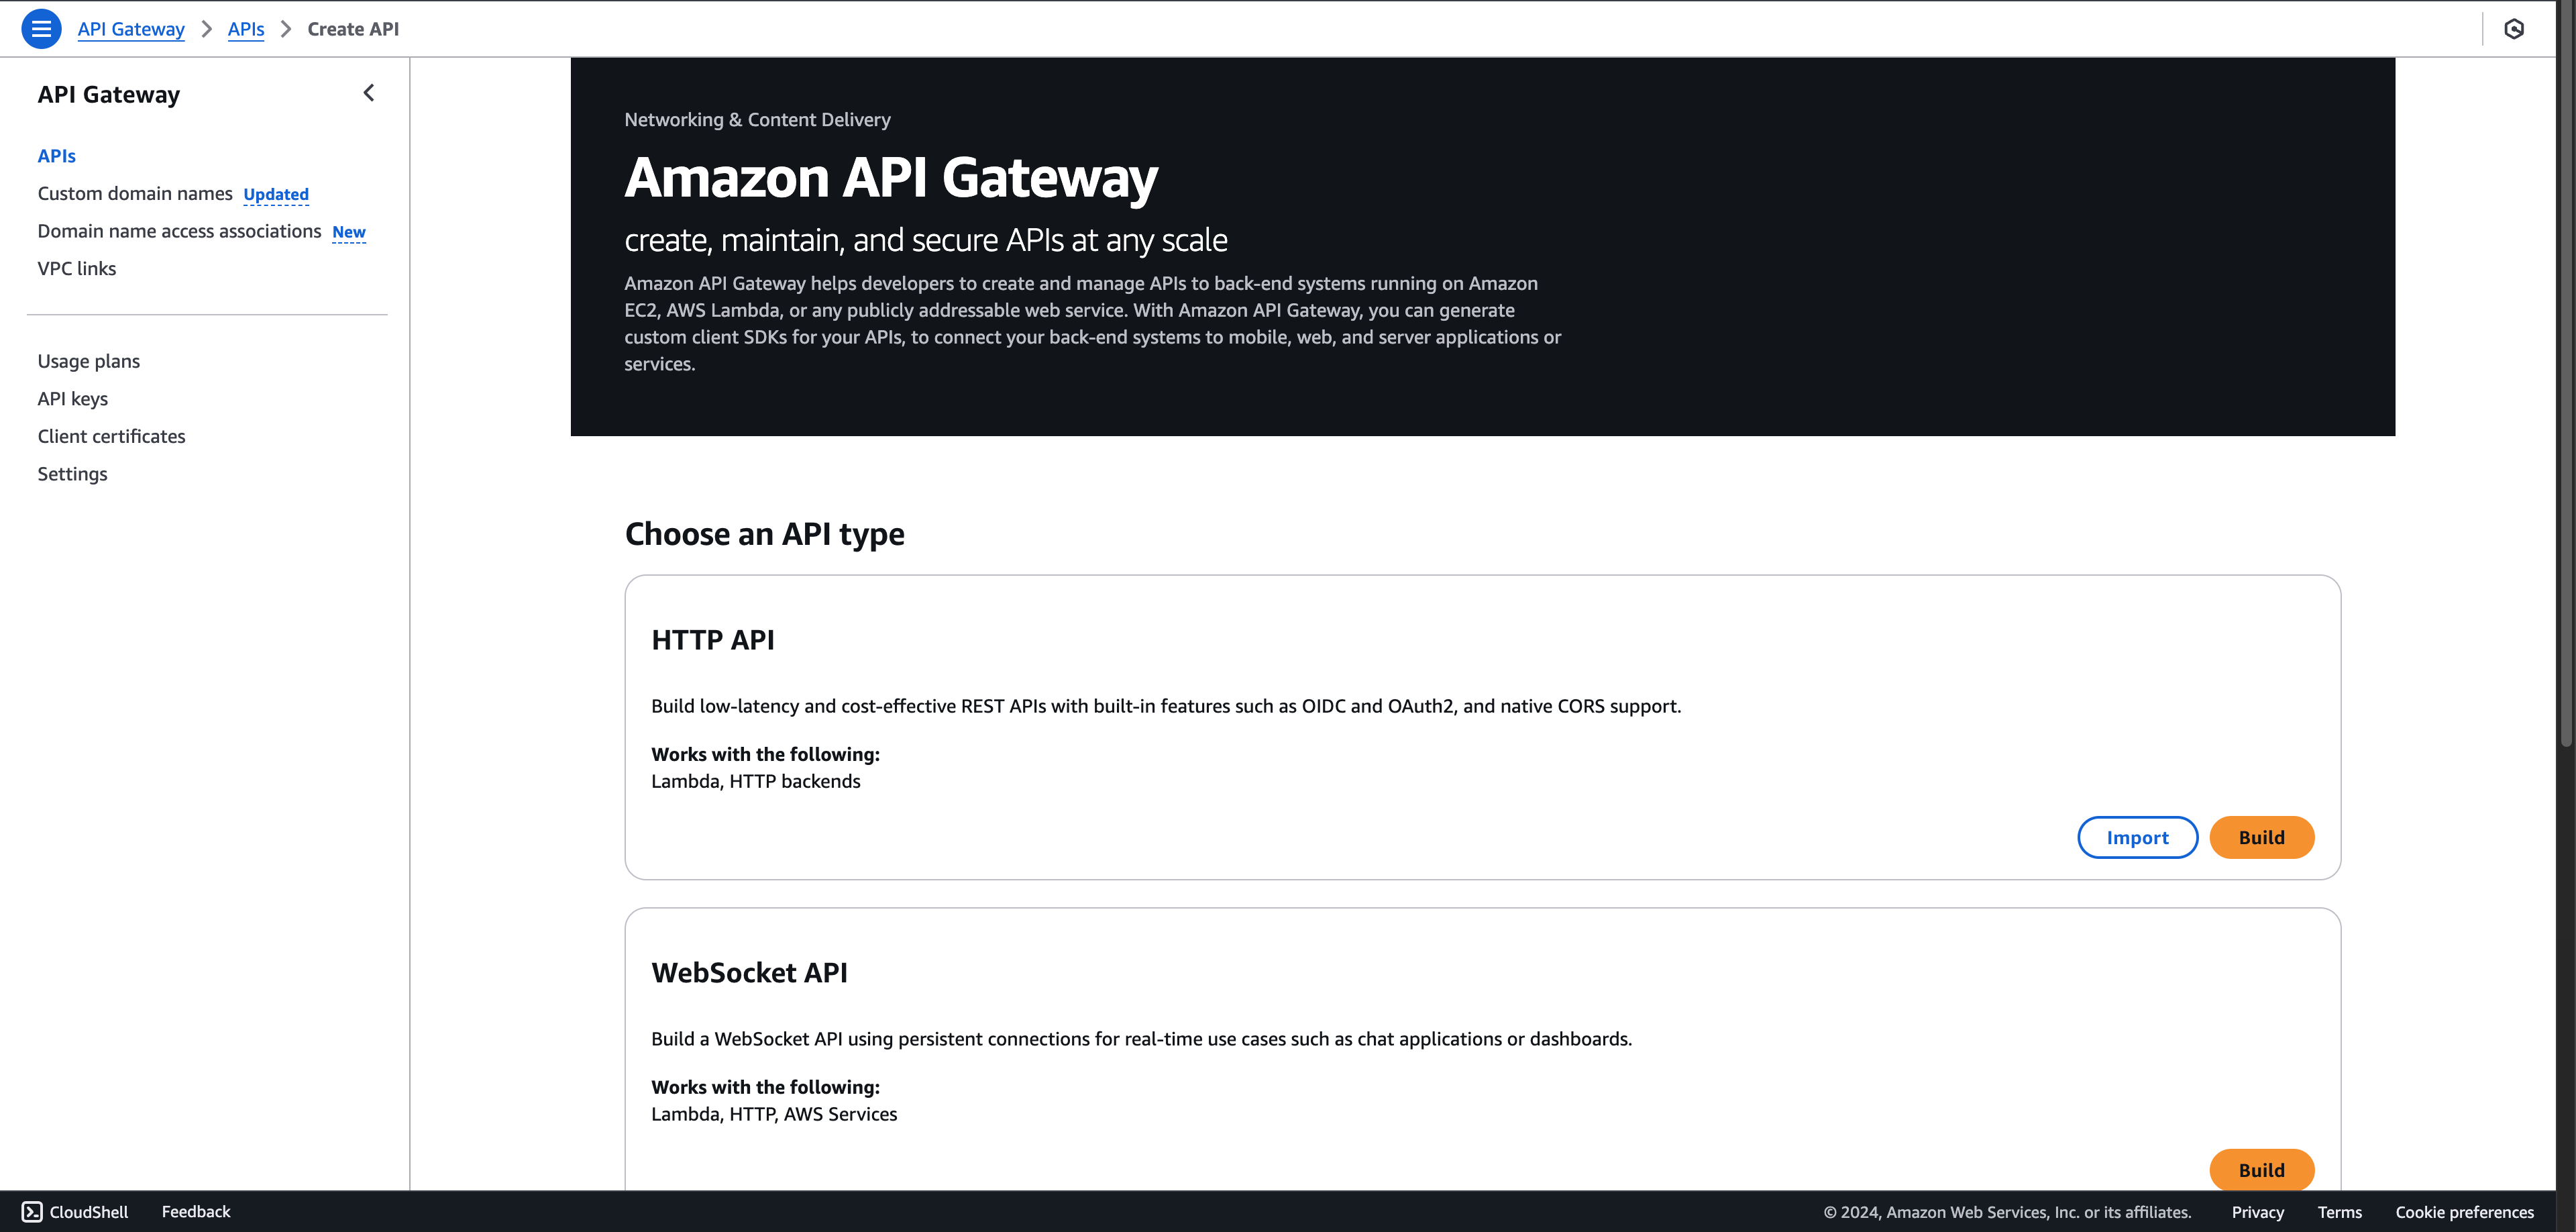 API Gateway > APIs > Create API
API Gateway
APIs
Custom domain names Updated
Domain name access associations New
VPC links
Usage plans
API keys
Client certificates
Settings
Networking & Content Delivery
Amazon API Gateway
create, maintain, and secure APIs at any scale
Amazon API Gateway helps developers to create and manage APIs to back-end systems running on Amazon
EC2, AWS Lambda, or any publicly addressable web service. With Amazon API Gateway, you can generate
custom client SDKs for your APIs, to connect your back-end systems to mobile, web, and server applications or
services.
Choose an API type
HTTP API
Build low-latency and cost-effective REST APIs with built-in features such as OIDC and OAuth2, and native CORS support.
Works with the following:
Lambda, HTTP backends
Import Build
WebSocket API
Build a WebSocket API using persistent connections for real-time use cases such as chat applications or dashboards.
Works with the following:
Lambda, HTTP, AWS Services
Build
CloudShell Feedback © 2024, Amazon Web Services, Inc. or its affiliates. Privacy Terms Cookie preferences